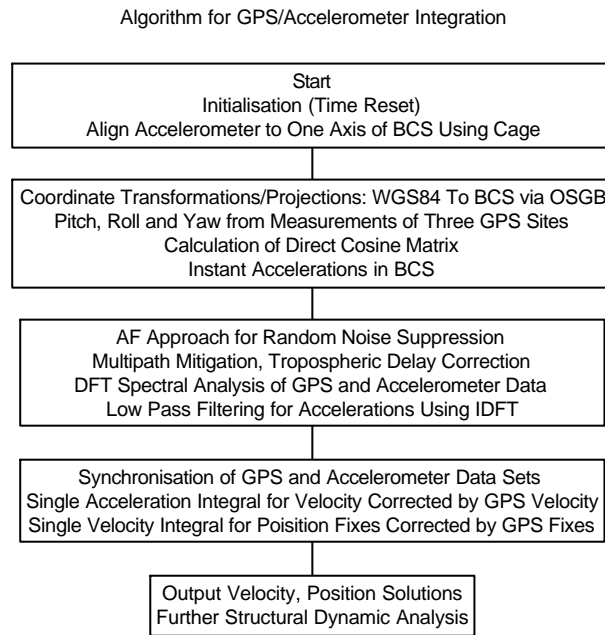 Algorithm for GPS/Accelerometer Integration
Start
Initialisation (Time Reset)
Align Accelerometer to One Axis of BCS Using Cage
Coordinate Transformations/Projections: WGS84 To BCS via OSGB
Pitch, Roll and Yaw from Measurements of Three GPS Sites
Calculation of Direct Cosine Matrix
Instant Accelerations in BCS
AF Approach for Random Noise Suppression
Multipath Mitigation, Tropospheric Delay Correction
DFT Spectral Analysis of GPS and Accelerometer Data
Low Pass Filtering for Accelerations Using IDFT
Synchronisation of GPS and Accelerometer Data Sets
Single Acceleration Integral for Velocity Corrected by GPS Velocity
Single Velocity Integral for Poisition Fixes Corrected by GPS Fixes
Output Velocity, Position Solutions
Further Structural Dynamic Analysis